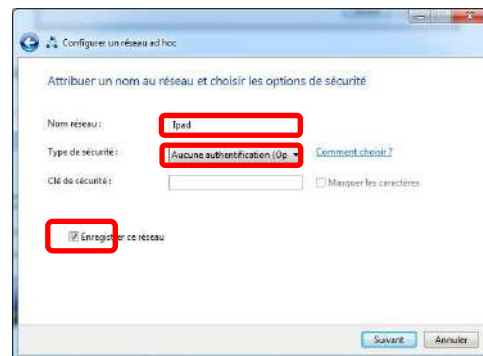 Configurer un réseau ad hoc
Attribuer un nom au réseau et choisir les options de sécurité
Nom réseau : Ipad
Type de sécurité : Aucune authentification (Op Comment choisir ?
Clé de sécurité : Masquer les caractères
Enregistrer ce réseau
Suivant Annuler